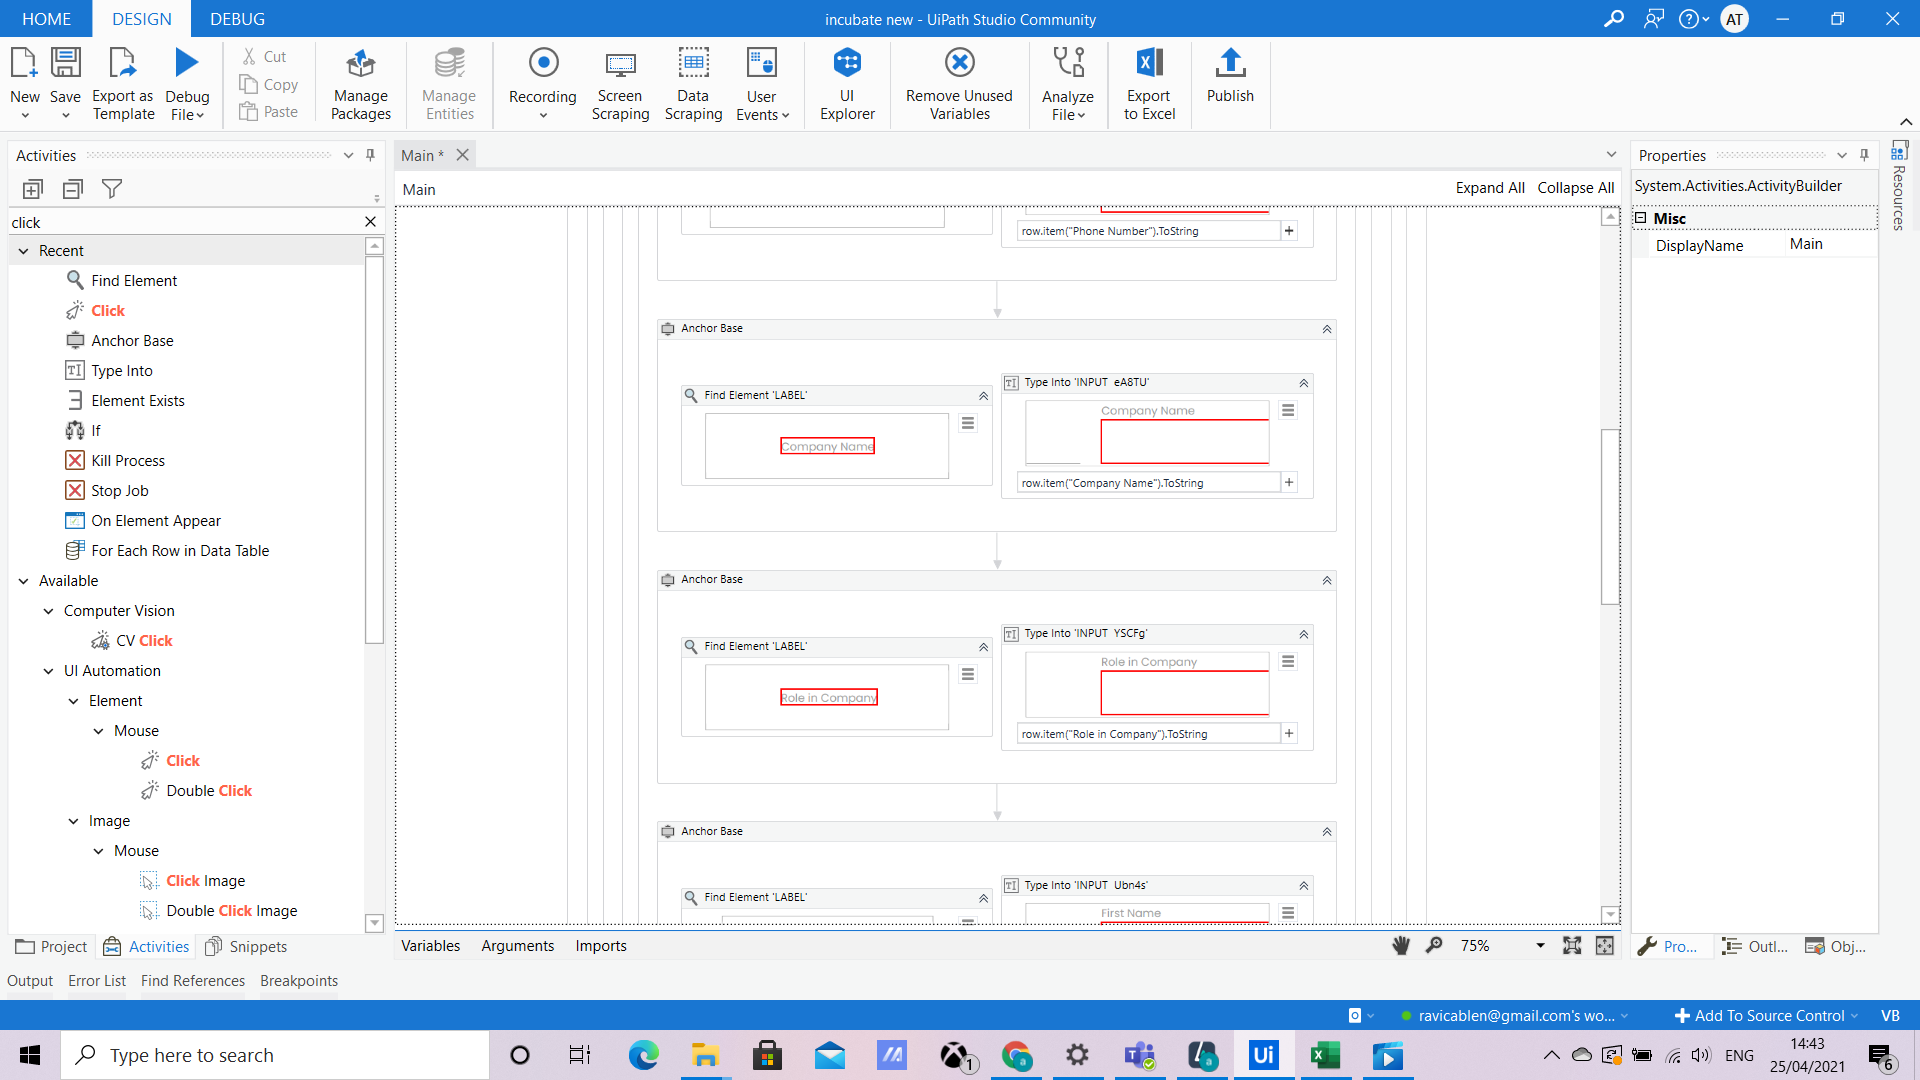 HOME DESIGN DEBUG
incubate new - UiPath Studio Community
AT
New
Save
Export as Template
Debug File
Cut
Copy
Paste
Manage Packages
Manage Entities
Recording
Screen Scraping
Data Scraping
User Events
UI Explorer
Remove Unused Variables
Analyze File
Export to Excel
Publish
Activities
click
Recent
Find Element
Click
Anchor Base
Type Into
Element Exists
If
Kill Process
Stop Job
On Element Appear
For Each Row in Data Table
Available
Computer Vision
CV Click
UI Automation
Element
Mouse
Click
Double Click
Image
Mouse
Click Image
Double Click Image
Project Activities Snippets
Main *
Main
Expand All Collapse All
row.item("Phone Number").ToString
Anchor Base
Find Element 'LABEL'
Company Name
Type Into 'INPUT eA8TU'
Company Name
row.item("Company Name").ToString
Anchor Base
Find Element 'LABEL'
Role in Company
Type Into 'INPUT YSCFg'
Role in Company
row.item("Role in Company").ToString
Anchor Base
Find Element 'LABEL'
Type Into 'INPUT Ubn4s'
First Name
Variables Arguments Imports
75%
Properties
System.Activities.ActivityBuilder
Misc
DisplayName Main
Resources
Pro... Outl... Obj...
Output Error List Find References Breakpoints
ravicablen@gmail.com's wo...
Add To Source Control
VB
Type here to search
1
a
a
Ui
ENG
14:43
25/04/2021
6